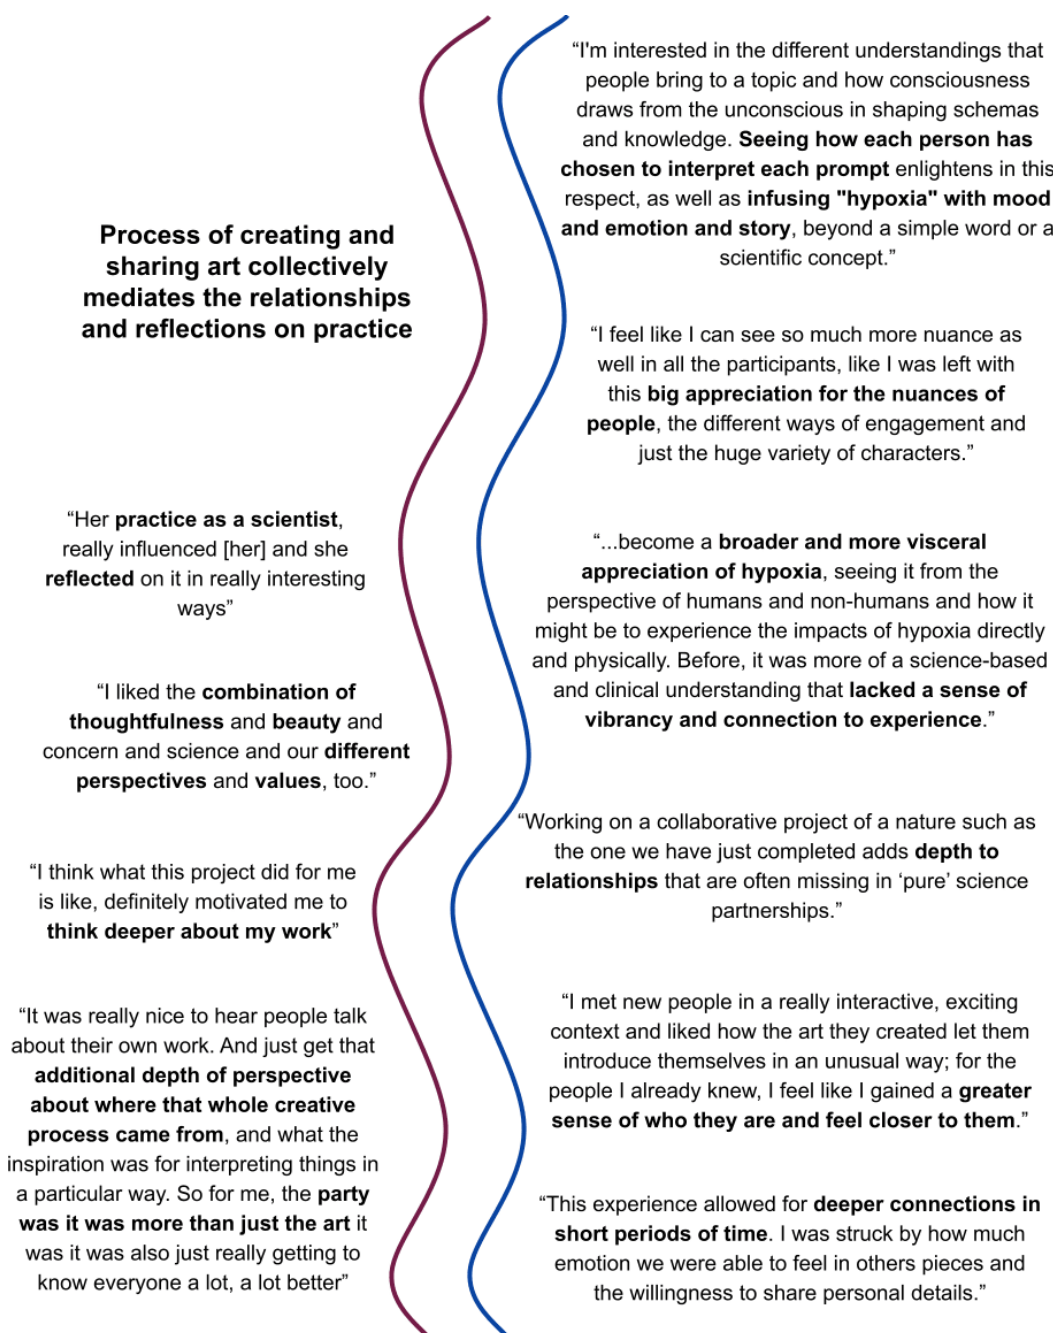 Process of creating and
sharing art collectively
mediates the relationships
and reflections on practice
“Her practice as a scientist,
really influenced [her] and she
reflected on it in really interesting
ways”
“I liked the combination of
thoughtfulness and beauty and
concern and science and our different
perspectives and values, too.”
“I think what this project did for me
is like, definitely motivated me to
think deeper about my work”
“It was really nice to hear people talk
about their own work. And just get that
additional depth of perspective
about where that whole creative
process came from, and what the
inspiration was for interpreting things in
a particular way. So for me, the party
was it was more than just the art it
was it was also just really getting to
know everyone a lot, a lot better”
“I'm interested in the different understandings that
people bring to a topic and how consciousness
draws from the unconscious in shaping schemas
and knowledge. Seeing how each person has
chosen to interpret each prompt enlightens in this
respect, as well as infusing "hypoxia" with mood
and emotion and story, beyond a simple word or a
scientific concept.”
“I feel like I can see so much more nuance as
well in all the participants, like I was left with
this big appreciation for the nuances of
people, the different ways of engagement and
just the huge variety of characters.”
“...become a broader and more visceral
appreciation of hypoxia, seeing it from the
perspective of humans and non-humans and how it
might be to experience the impacts of hypoxia directly
and physically. Before, it was more of a science-based
and clinical understanding that lacked a sense of
vibrancy and connection to experience.”
“Working on a collaborative project of a nature such as
the one we have just completed adds depth to
relationships that are often missing in ‘pure’ science
partnerships.”
“I met new people in a really interactive, exciting
context and liked how the art they created let them
introduce themselves in an unusual way; for the
people I already knew, I feel like I gained a greater
sense of who they are and feel closer to them.”
“This experience allowed for deeper connections in
short periods of time. I was struck by how much
emotion we were able to feel in others pieces and
the willingness to share personal details.”